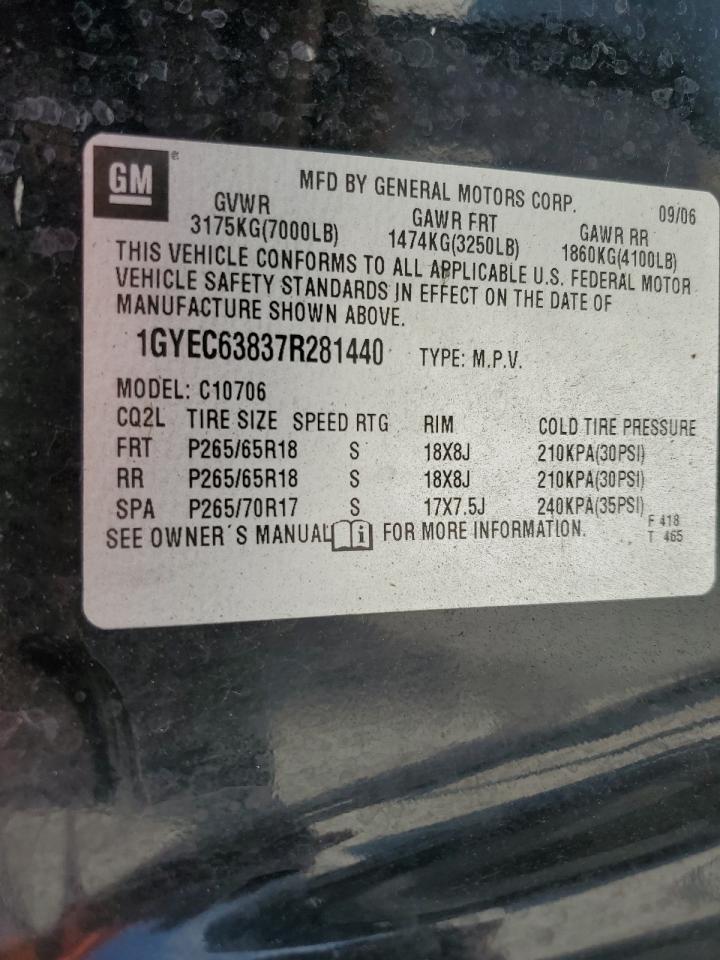 GM®
MFD BY GENERAL MOTORS CORP. 09/06
GVWR GAWR FRT GAWR RR
3175KG(7000LB) 1474KG(3250LB) 1860KG(4100LB)
THIS VEHICLE CONFORMS TO ALL APPLICABLE U.S. FEDERAL MOTOR
VEHICLE SAFETY STANDARDS IN EFFECT ON THE DATE OF
MANUFACTURE SHOWN ABOVE.
1GYEC63837R281440 TYPE: M.P.V.
MODEL: C10706
CQ2L TIRE SIZE SPEED RTG RIM COLD TIRE PRESSURE
FRT P265/65R18 S 18X8J 210KPA(30PSI)
RR P265/65R18 S 18X8J 210KPA(30PSI)
SPA P265/70R17 S 17X7.5J 240KPA(35PSI)
SEE OWNER´S MANUAL i FOR MORE INFORMATION.
F 418
T 465